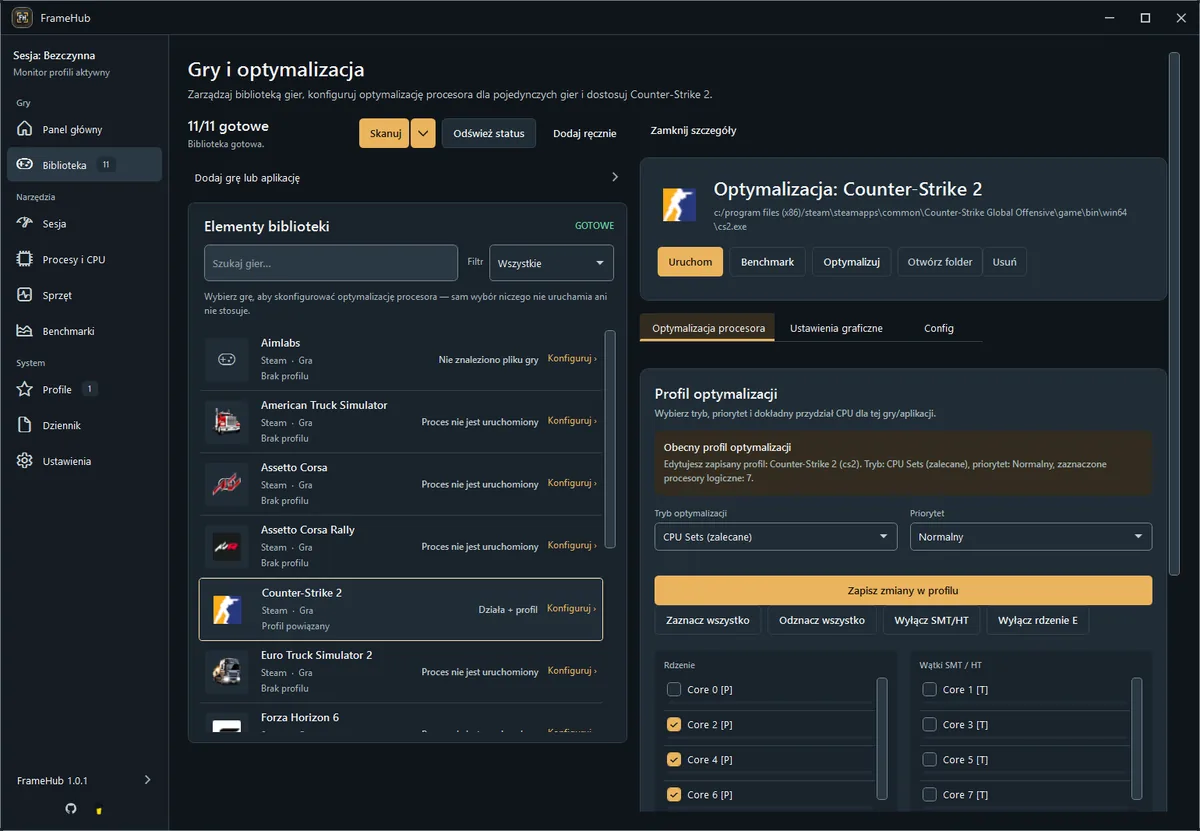 FrameHub
Sesja: Bezczynna
Monitor profili aktywny
Gry
Panel główny
Biblioteka 11
Narzędzia
Sesja
Procesy i CPU
Sprzęt
Benchmarki
System
Profile 1
Dziennik
Ustawienia
FrameHub 1.0.1
Gry i optymalizacja
Zarządzaj biblioteką gier, konfiguruj optymalizację procesora dla pojedynczych gier i dostosuj Counter-Strike 2.
11/11 gotowe
Biblioteka gotowa.
Skanuj
Odśwież status
Dodaj ręcznie
Dodaj grę lub aplikację
Elementy biblioteki
GOTOWE
Szukaj gier...
Filtr
Wszystkie
Wybierz grę, aby skonfigurować optymalizację procesora — sam wybór niczego nie uruchamia ani
nie stosuje.
Aimlabs
Steam · Gra
Brak profilu
Nie znaleziono pliku gry
Konfiguruj ›
American Truck Simulator
Steam · Gra
Brak profilu
Proces nie jest uruchomiony
Konfiguruj ›
Assetto Corsa
Steam · Gra
Brak profilu
Proces nie jest uruchomiony
Konfiguruj ›
Assetto Corsa Rally
Steam · Gra
Brak profilu
Proces nie jest uruchomiony
Konfiguruj ›
Counter-Strike 2
Steam · Gra
Profil powiązany
Działa + profil
Konfiguruj ›
Euro Truck Simulator 2
Steam · Gra
Brak profilu
Proces nie jest uruchomiony
Konfiguruj ›
Forza Horizon 6
Zamknij szczegóły
Optymalizacja: Counter-Strike 2
c:/program files (x86)/steam\steamapps\common\Counter-Strike Global Offensive\game\bin\win64
\cs2.exe
Uruchom
Benchmark
Optymalizuj
Otwórz folder
Usuń
Optymalizacja procesora
Ustawienia graficzne
Config
Profil optymalizacji
Wybierz tryb, priorytet i dokładny przydział CPU dla tej gry/aplikacji.
Obecny profil optymalizacji
Edytujesz zapisany profil: Counter-Strike 2 (cs2). Tryb: CPU Sets (zalecane), priorytet: Normalny, zaznaczone
procesory logiczne: 7.
Tryb optymalizacji
CPU Sets (zalecane)
Priorytet
Normalny
Zapisz zmiany w profilu
Zaznacz wszystko
Odznacz wszystko
Wyłącz SMT/HT
Wyłącz rdzenie E
Rdzenie
Core 0 [P]
Core 2 [P]
Core 4 [P]
Core 6 [P]
Wątki SMT / HT
Core 1 [T]
Core 3 [T]
Core 5 [T]
Core 7 [T]